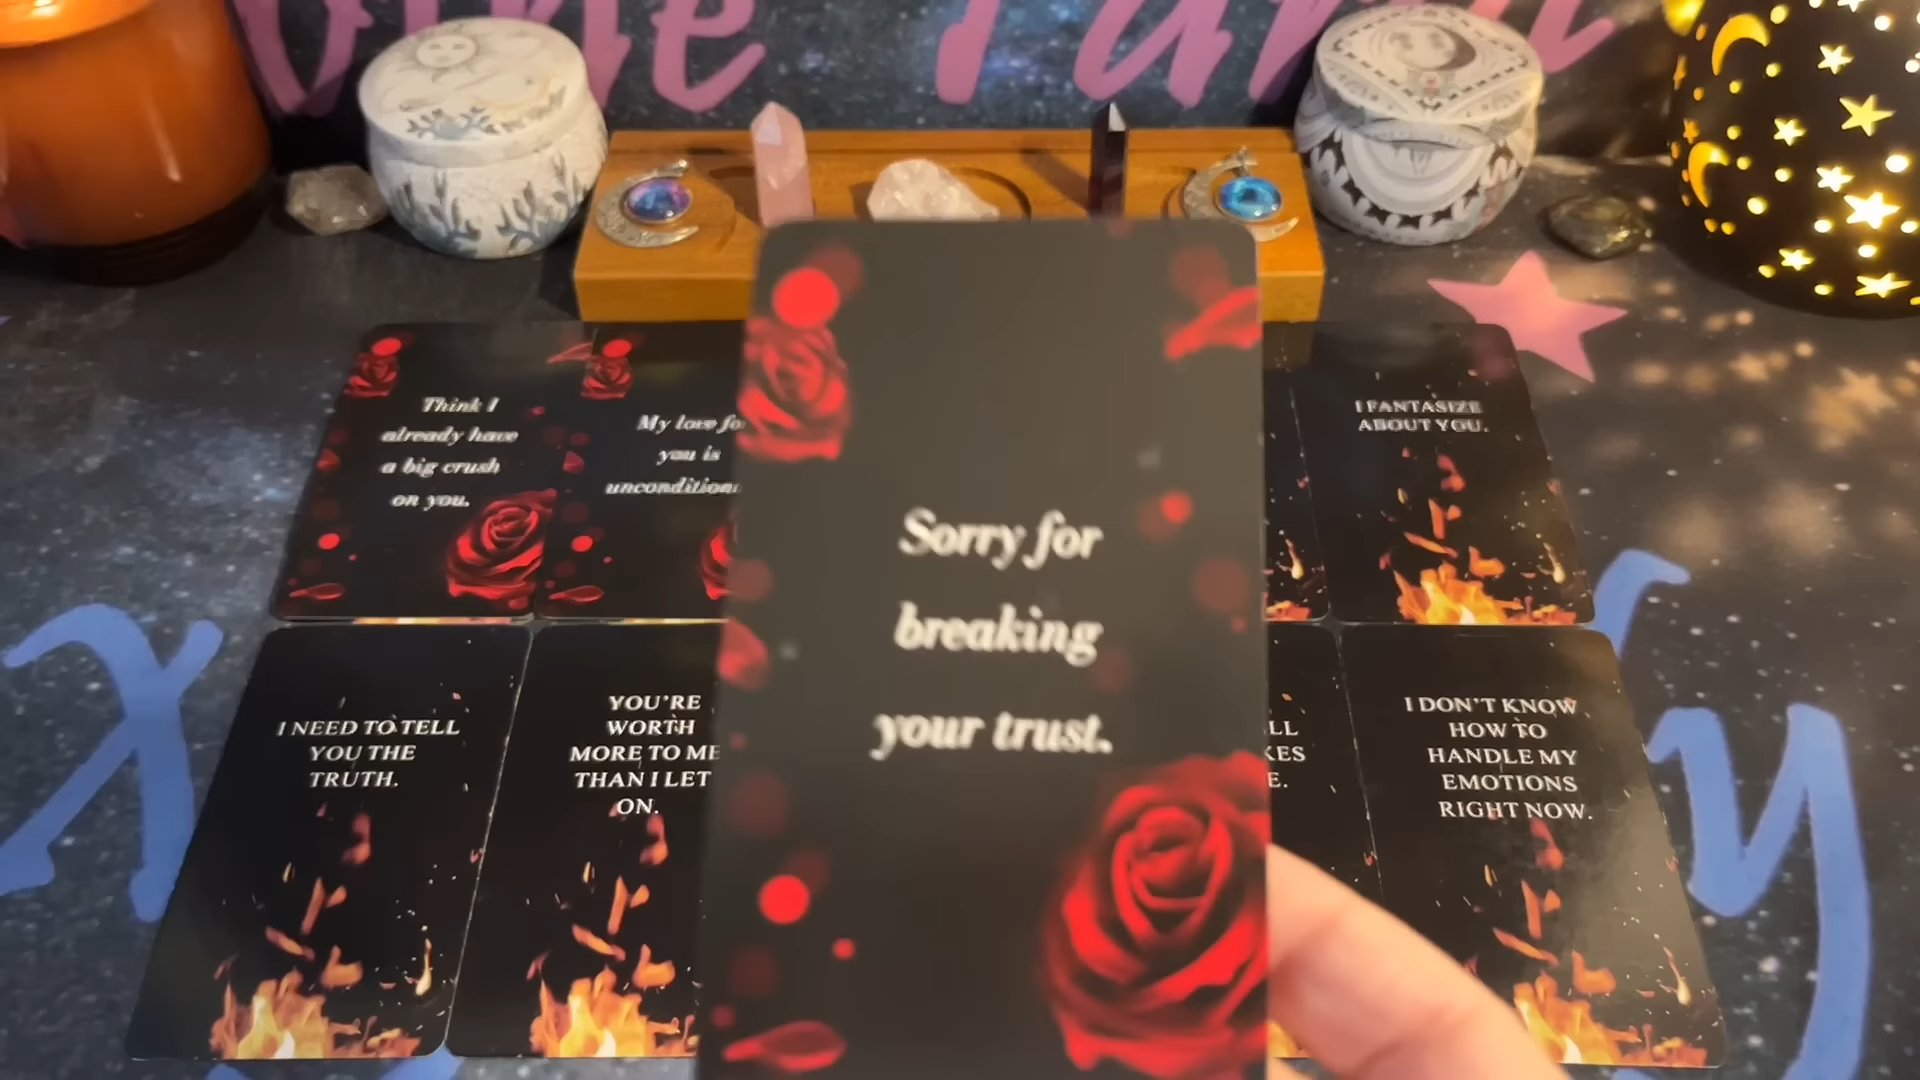 Think I
already have
a big crush
on you.
My love
you is
Sorry for
breaking
your trust.
I FANTASIZE
ABOUT YOU.
I NEED TO TELL
YOU THE
TRUTH.
YOU'RE
WORTH
MORE TO ME
THAN I LET
ON.
I DON'T KNOW
HOW TO
HANDLE MY
EMOTIONS
RIGHT NOW.